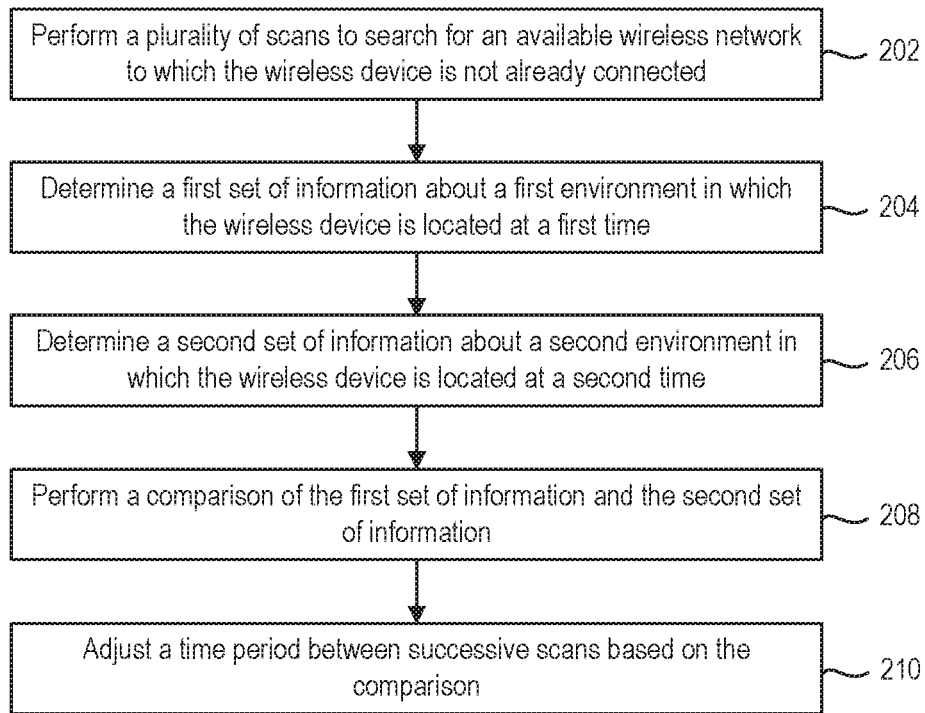 Perform a plurality of scans to search for an available wireless network
to which the wireless device is not already connected
202
Determine a first set of information about a first environment in which
the wireless device is located at a first time
204
Determine a second set of information about a second environment in
which the wireless device is located at a second time
206
Perform a comparison of the first set of information and the second set
of information
208
Adjust a time period between successive scans based on the
comparison
210